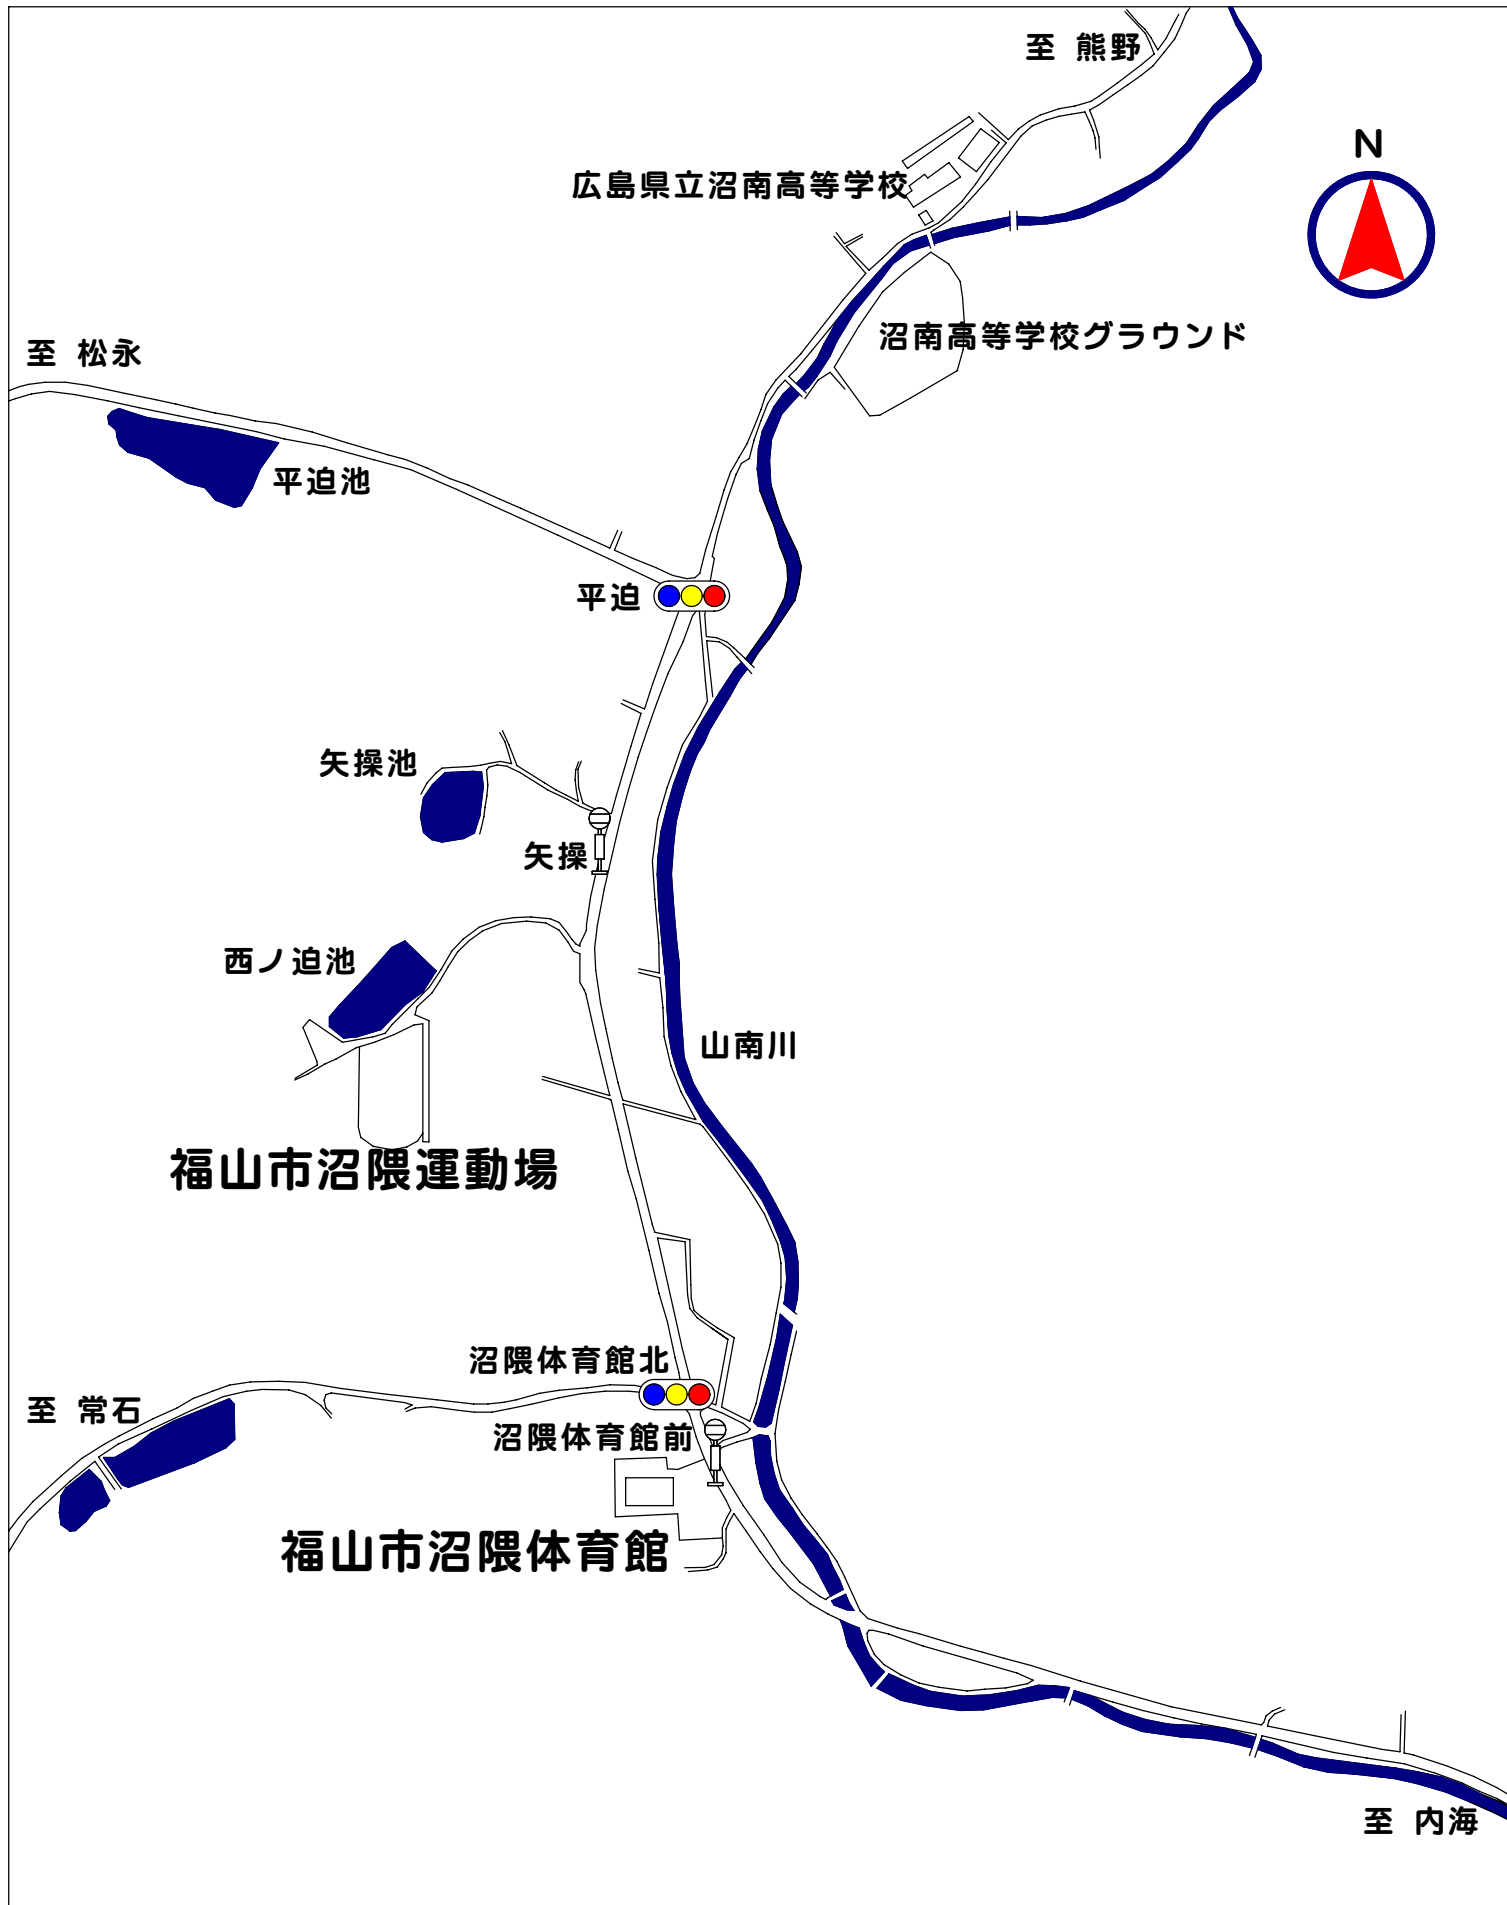 至 熊野
N
広島県立沼南高等学校
沼南高等学校グラウンド
至 松永
平迫池
平迫
矢操池
矢操
西ノ迫池
山南川
福山市沼隈運動場
沼隈体育館北
至 常石
沼隈体育館前
福山市沼隈体育館
至 内海